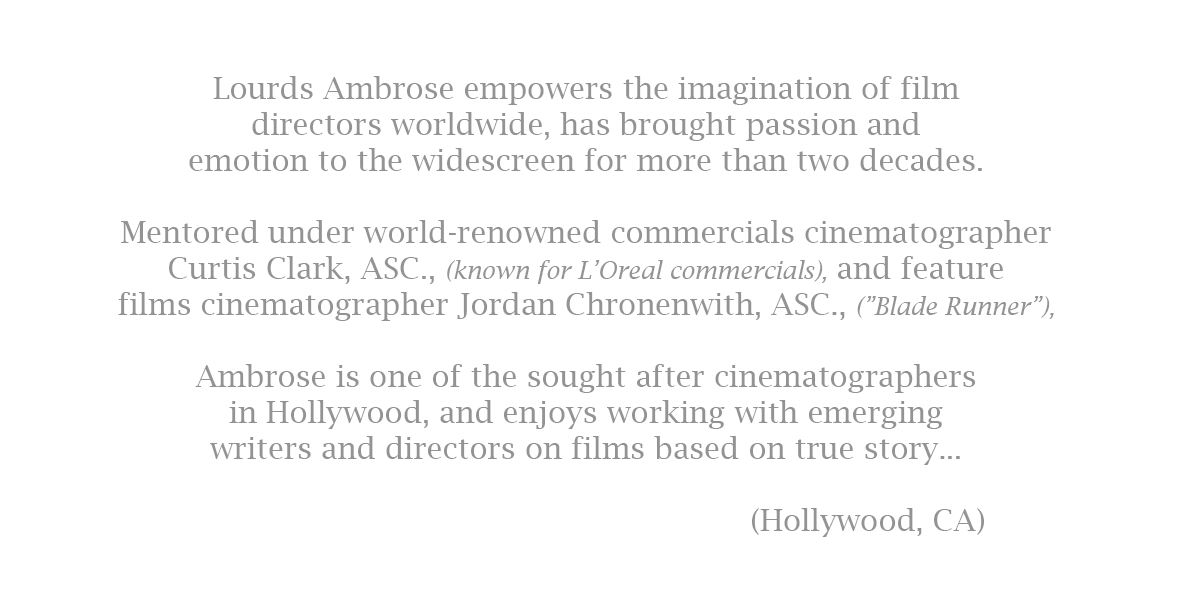 Lourds Ambrose empowers the imagination of film
directors worldwide, has brought passion and
emotion to the widescreen for more than two decades.
Mentored under world-renowned commercials cinematographer
Curtis Clark, ASC., (known for L’Oreal commercials), and feature
films cinematographer Jordan Chronenwith, ASC., (”Blade Runner”),
Ambrose is one of the sought after cinematographers
in Hollywood, and enjoys working with emerging
writers and directors on films based on true story...
(Hollywood, CA)